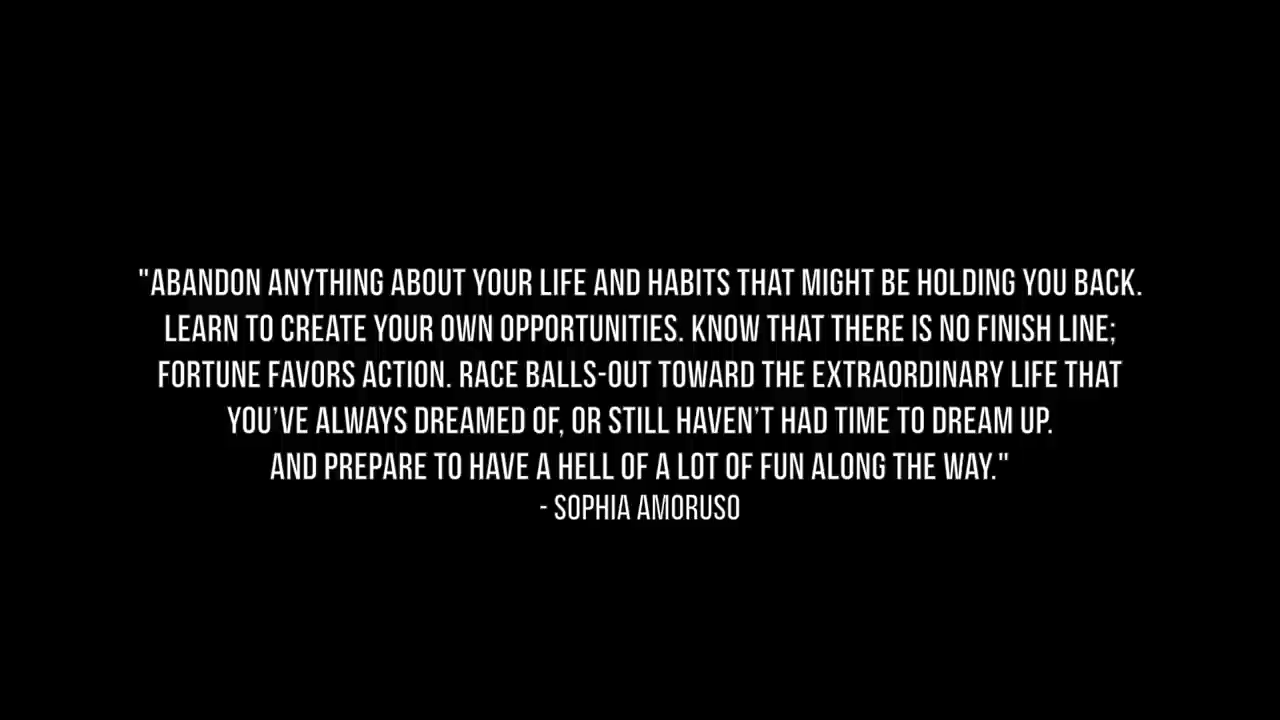 "ABANDON ANYTHING ABOUT YOUR LIFE AND HABITS THAT MIGHT BE HOLDING YOU BACK.
LEARN TO CREATE YOUR OWN OPPORTUNITIES. KNOW THAT THERE IS NO FINISH LINE;
FORTUNE FAVORS ACTION. RACE BALLS-OUT TOWARD THE EXTRAORDINARY LIFE THAT
YOU’VE ALWAYS DREAMED OF, OR STILL HAVEN’T HAD TIME TO DREAM UP.
AND PREPARE TO HAVE A HELL OF A LOT OF FUN ALONG THE WAY."
- SOPHIA AMORUSO